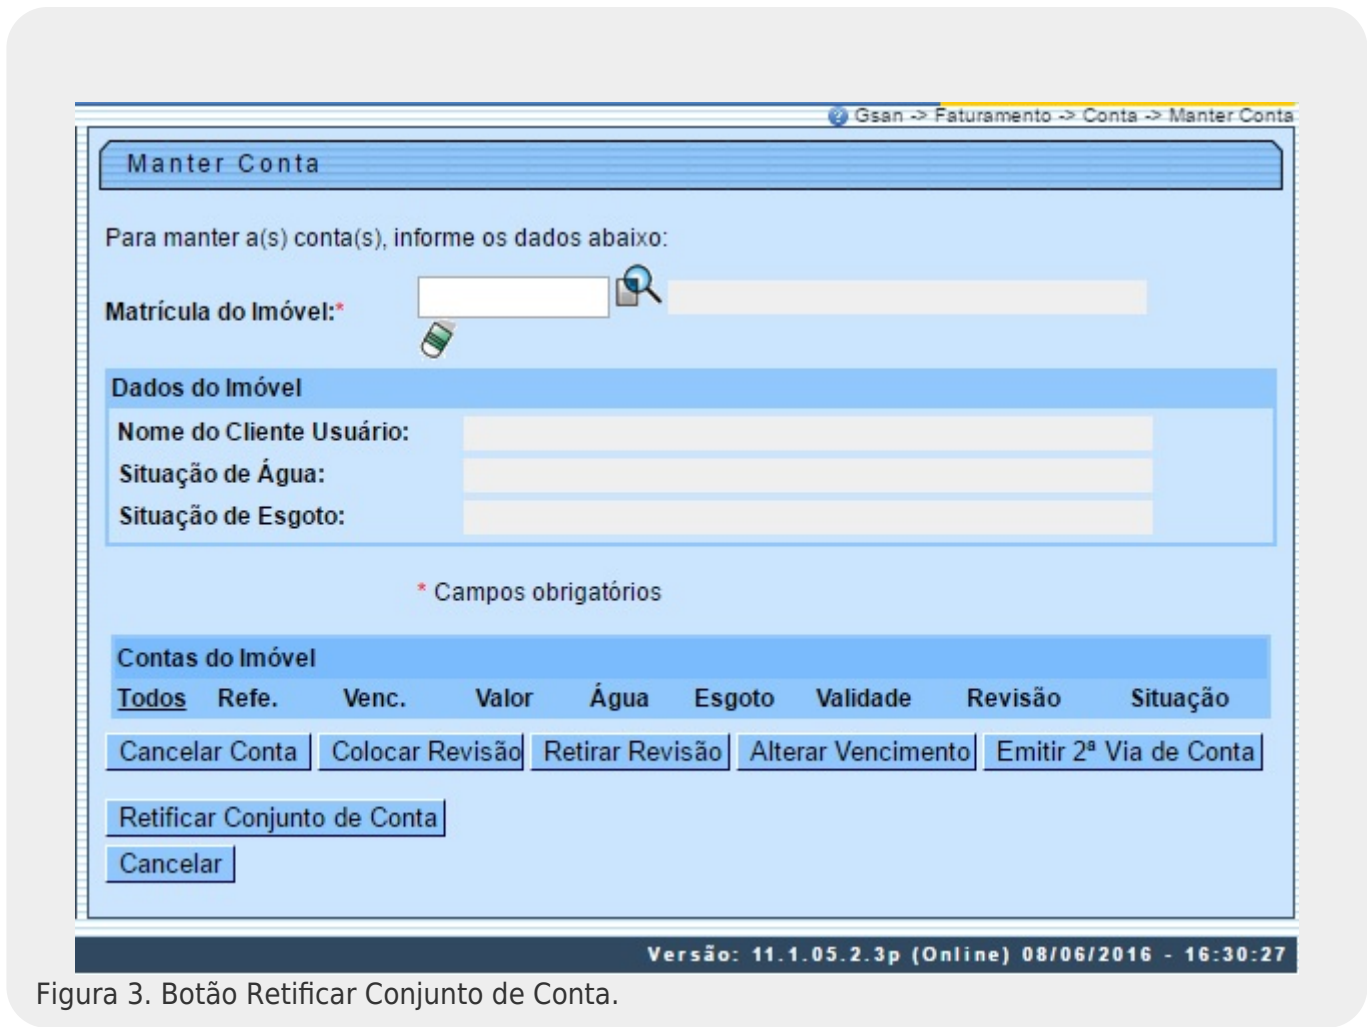 Gsan -> Faturamento -> Conta -> Manter Conta
Manter Conta
Para manter a(s) conta(s), informe os dados abaixo:
Matrícula do Imóvel:*
Dados do Imóvel
Nome do Cliente Usuário:
Situação de Água:
Situação de Esgoto:
* Campos obrigatórios
Contas do Imóvel
Todos Refe. Venc. Valor Água Esgoto Validade Revisão Situação
Cancelar Conta Colocar Revisão Retirar Revisão Alterar Vencimento Emitir 2ª Via de Conta
Retificar Conjunto de Conta
Cancelar
Versão: 11.1.05.2.3p (Online) 08/06/2016 - 16:30:27
Figura 3. Botão Retificar Conjunto de Conta.